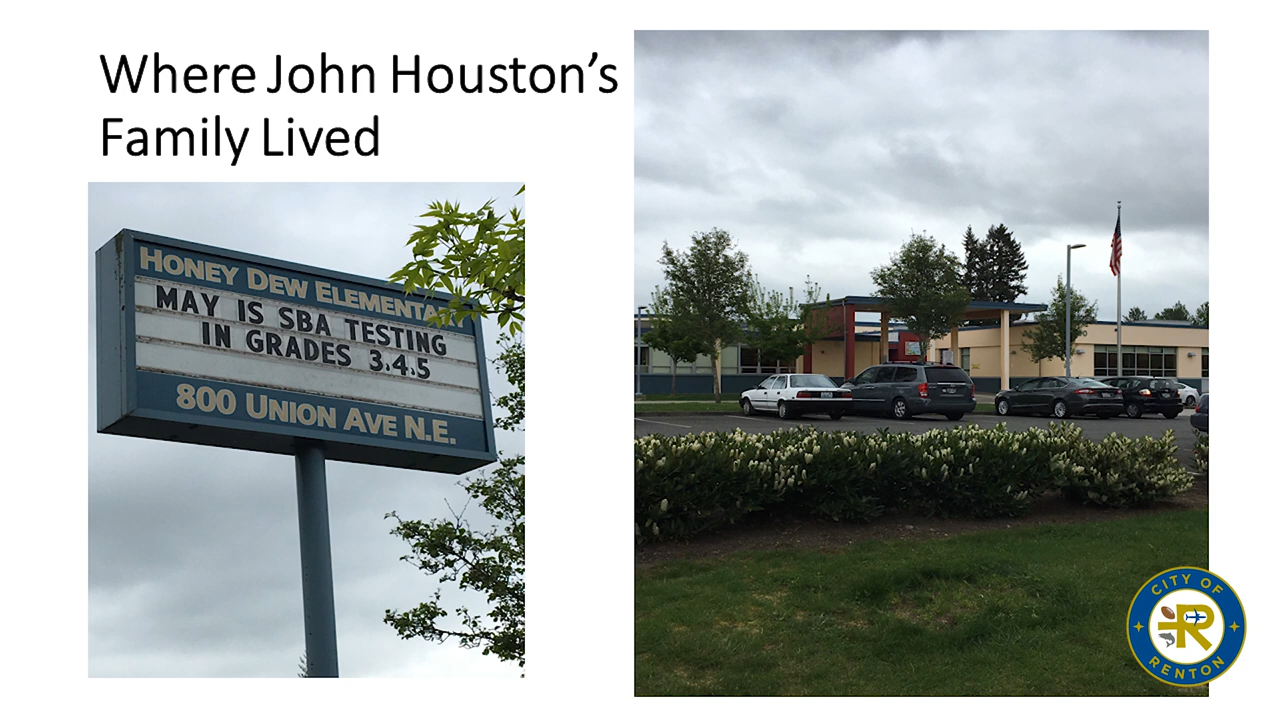 Where John Houston’s
Family Lived
HONEY DEW ELEMENTARY
MAY IS SBA TESTING
IN GRADES 3.4.5
800 UNION AVE N.E.
CITY OF
R
RENTON